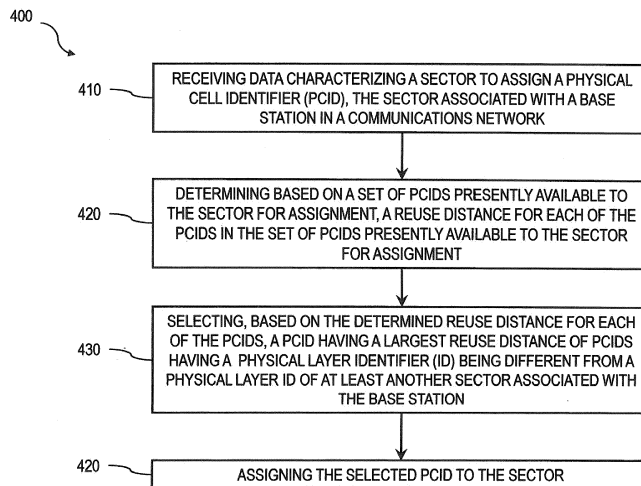 400
410
RECEIVING DATA CHARACTERIZING A SECTOR TO ASSIGN A PHYSICAL
CELL IDENTIFIER (PCID), THE SECTOR ASSOCIATED WITH A BASE
STATION IN A COMMUNICATIONS NETWORK
420
DETERMINING BASED ON A SET OF PCIDS PRESENTLY AVAILABLE TO
THE SECTOR FOR ASSIGNMENT, A REUSE DISTANCE FOR EACH OF THE
PCIDS IN THE SET OF PCIDS PRESENTLY AVAILABLE TO THE SECTOR
FOR ASSIGNMENT
430
SELECTING, BASED ON THE DETERMINED REUSE DISTANCE FOR EACH
OF THE PCIDS, A PCID HAVING A LARGEST REUSE DISTANCE OF PCIDS
HAVING A PHYSICAL LAYER IDENTIFIER (ID) BEING DIFFERENT FROM A
PHYSICAL LAYER ID OF AT LEAST ANOTHER SECTOR ASSOCIATED WITH
THE BASE STATION
420
ASSIGNING THE SELECTED PCID TO THE SECTOR